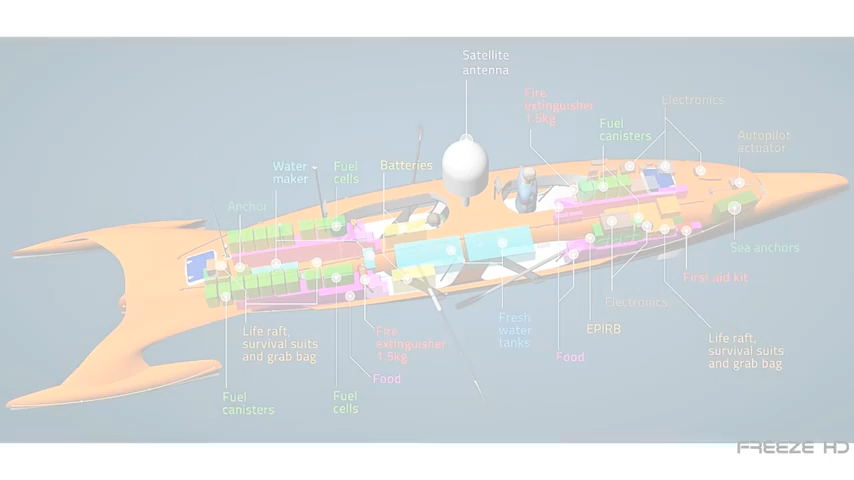 Satellite
antenna
Fire
extinguisher
1.5kg
Electronics
Fuel
canisters
Autopilot
actuator
Water
maker
Fuel
cells
Batteries
Anchor
Sea anchors
First aid kit
Electronics
EPIRB
Fresh
water
tanks
Life raft,
survival suits
and grab bag
Fire
extinguisher
1.5kg
Food
Food
Life raft,
survival suits
and grab bag
Fuel
canisters
Fuel
cells
FREEZE HD